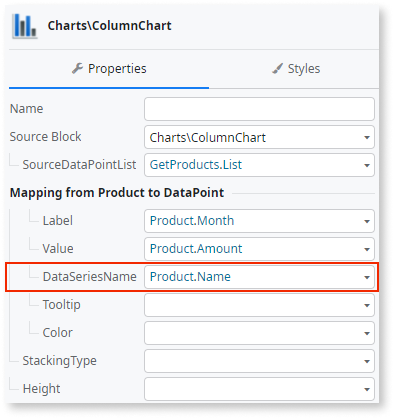 Charts\ColumnChart
Properties
Styles
Name
Source Block Charts\ColumnChart
SourceDataPointList GetProducts.List
Mapping from Product to DataPoint
Label Product.Month
Value Product.Amount
DataSeriesName Product.Name
Tooltip
Color
StackingType
Height